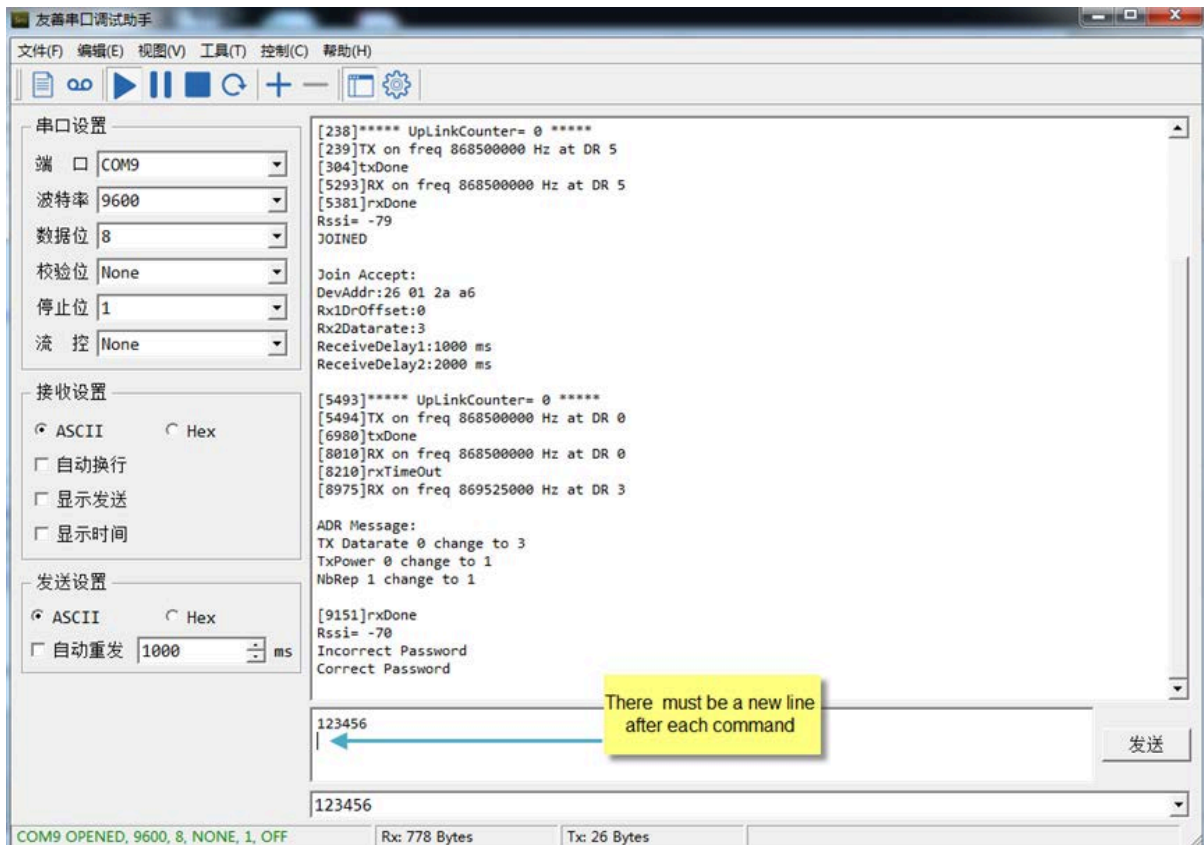 友善串口调试助手
文件(F) 编辑(E) 视图(V) 工具(T) 控制(C) 帮助(H)
串口设置
端 口 COM9
波特率 9600
数据位 8
校验位 None
停止位 1
流 控 None
接收设置
ASCII Hex
自动换行
显示发送
显示时间
发送设置
ASCII Hex
自动重发 1000 ms
[238]***** UpLinkCounter= 0 *****
[239]TX on freq 868500000 Hz at DR 5
[304]txDone
[5293]RX on freq 868500000 Hz at DR 5
[5381]rxDone
Rssi= -79
JOINED
Join Accept:
DevAddr:26 01 2a a6
Rx1DrOffset:0
Rx2Datarate:3
ReceiveDelay1:1000 ms
ReceiveDelay2:2000 ms
[5493]***** UpLinkCounter= 0 *****
[5494]TX on freq 868500000 Hz at DR 0
[6980]txDone
[8010]RX on freq 868500000 Hz at DR 0
[8210]rxTimeOut
[8975]RX on freq 869525000 Hz at DR 3
ADR Message:
TX Datarate 0 change to 3
TxPower 0 change to 1
NbRep 1 change to 1
[9151]rxDone
Rssi= -70
Incorrect Password
Correct Password
There must be a new line
after each command
123456
发送
123456
COM9 OPENED, 9600, 8, NONE, 1, OFF Rx: 778 Bytes Tx: 26 Bytes